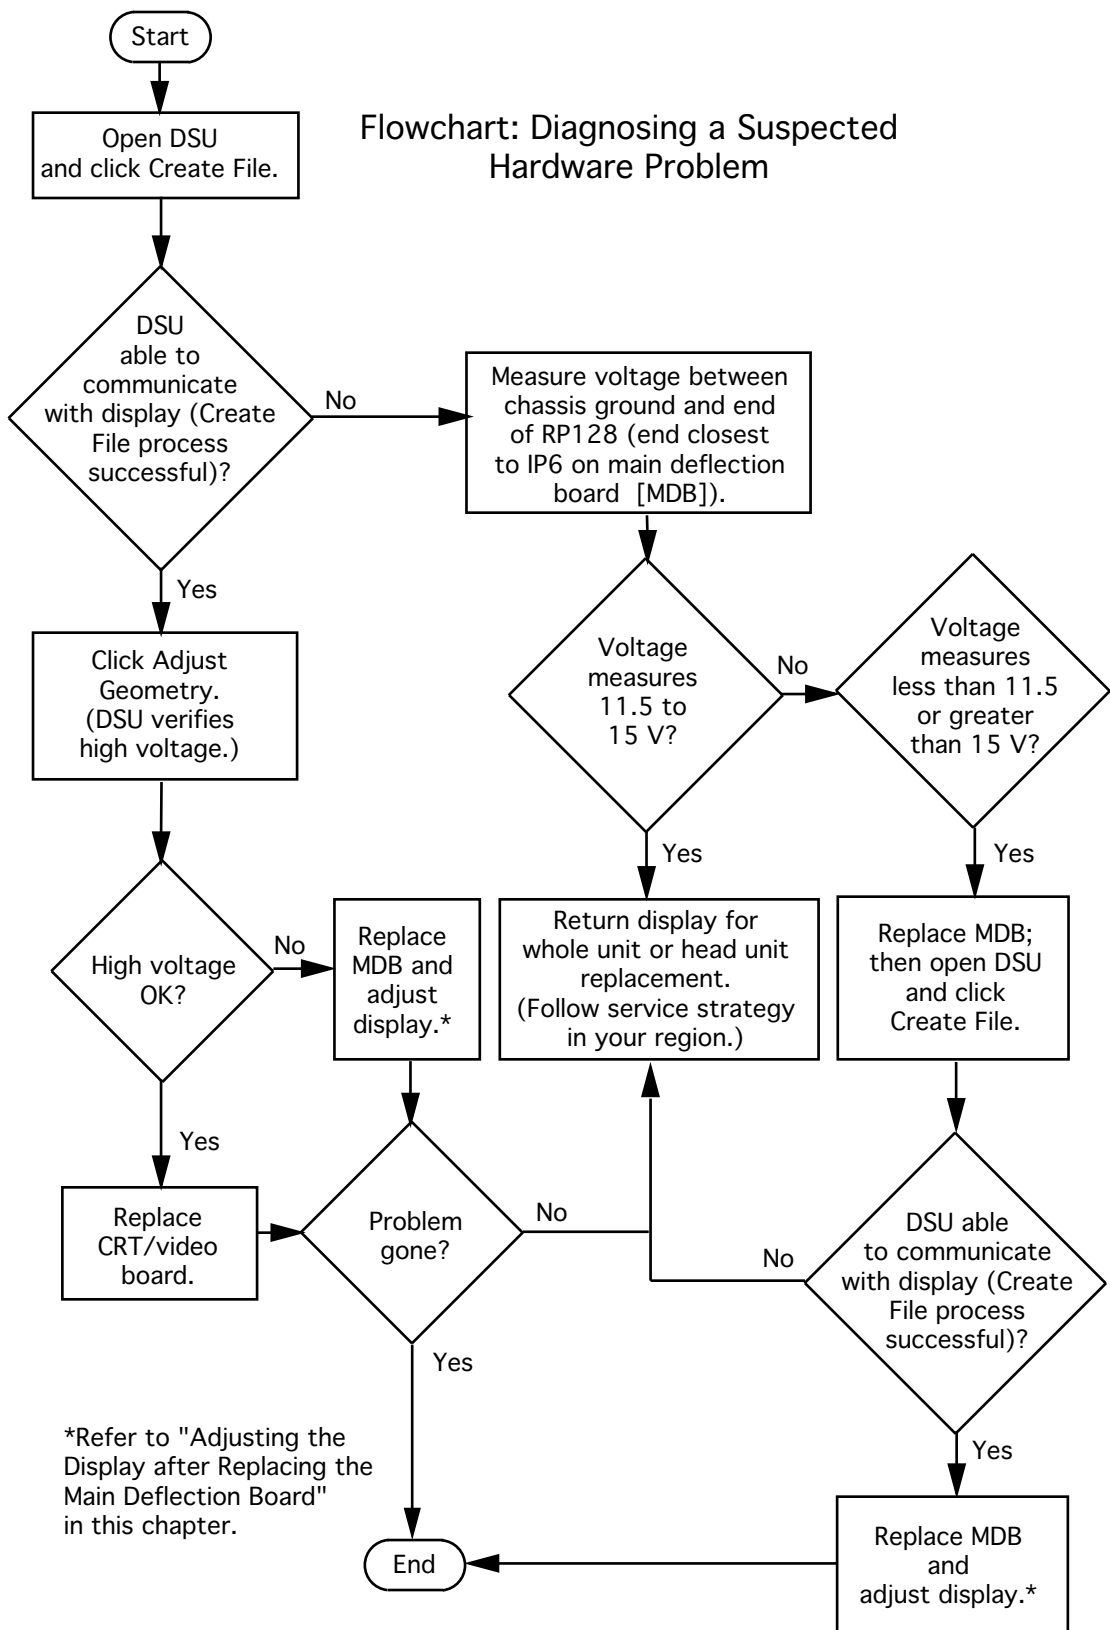 Start
Flowchart: Diagnosing a Suspected
Hardware Problem
Open DSU
and click Create File.
DSU
able to
communicate
with display (Create
File process
successful)?
No
Measure voltage between
chassis ground and end
of RP128 (end closest
to IP6 on main deflection
board [MDB]).
Yes
Click Adjust
Geometry.
(DSU verifies
high voltage.)
Voltage
measures
11.5 to
15 V?
No
Voltage
measures
less than 11.5
or greater
than 15 V?
Yes
Yes
High voltage
OK?
No
Replace
MDB and
adjust
display.*
Return display for
whole unit or head unit
replacement.
(Follow service strategy
in your region.)
Replace MDB;
then open DSU
and click
Create File.
Yes
Replace
CRT/video
board.
Problem
gone?
No
No
DSU able
to communicate
with display (Create
File process
successful)?
Yes
Yes
*Refer to "Adjusting the
Display after Replacing the
Main Deflection Board"
in this chapter.
End
Replace MDB
and
adjust display.*